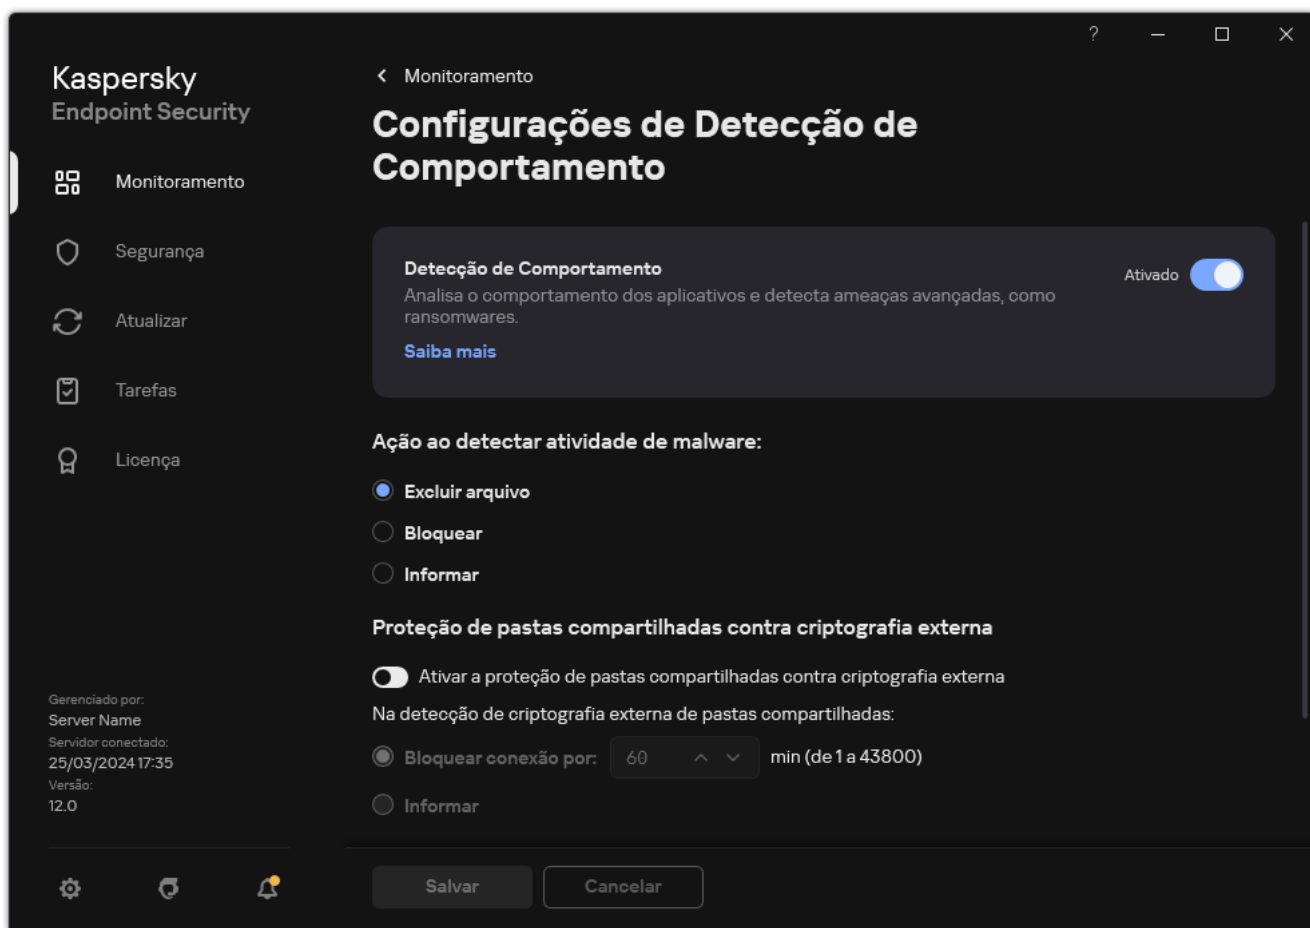 ?
Kaspersky
Endpoint Security
Monitoramento
Segurança
Atualizar
Tarefas
Licença
Gerenciado por:
Server Name
Servidor conectado:
25/03/2024 17:35
Versão:
12.0
Monitoramento
Configurações de Detecção de
Comportamento
Detecção de Comportamento
Analisa o comportamento dos aplicativos e detecta ameaças avançadas, como
ransomwares.
Saiba mais
Ativado
Ação ao detectar atividade de malware:
Excluir arquivo
Bloquear
Informar
Proteção de pastas compartilhadas contra criptografia externa
Ativar a proteção de pastas compartilhadas contra criptografia externa
Na detecção de criptografia externa de pastas compartilhadas:
Bloquear conexão por: 60 min (de 1 a 43800)
Informar
Salvar Cancelar